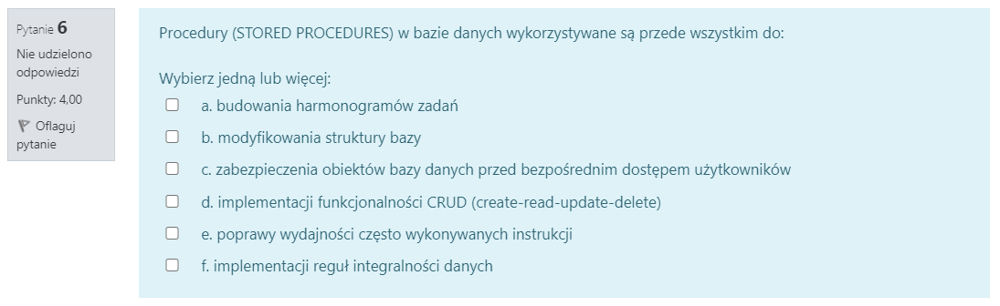 Pytanie 6
Nie udzielono
odpowiedzi
Punkty: 4,00
Oflaguj
pytanie
Procedury (STORED PROCEDURES) w bazie danych wykorzystywane są przede wszystkim do:
Wybierz jedną lub więcej:
a. budowania harmonogramów zadań
b. modyfikowania struktury bazy
c. zabezpieczenia obiektów bazy danych przed bezpośrednim dostępem użytkowników
d. implementacji funkcjonalności CRUD (create-read-update-delete)
e. poprawy wydajności często wykonywanych instrukcji
f. implementacji reguł integralności danych